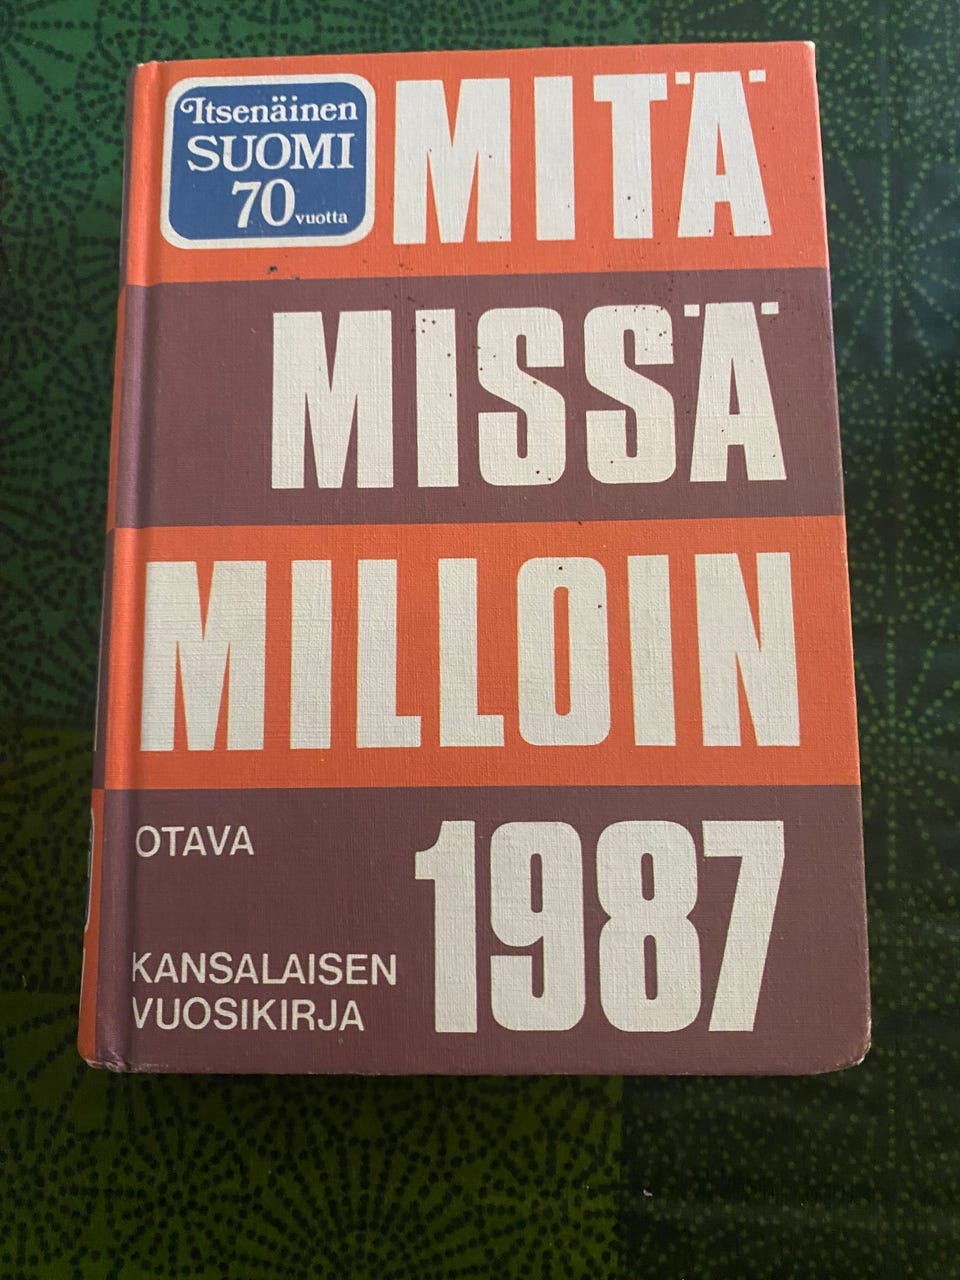 Itsenäinen
SUOMI
70 vuotta
MITÄ
MISSÄ
MILLOIN
1987
OTAVA
KANSALAISEN
VUOSIKIRJA